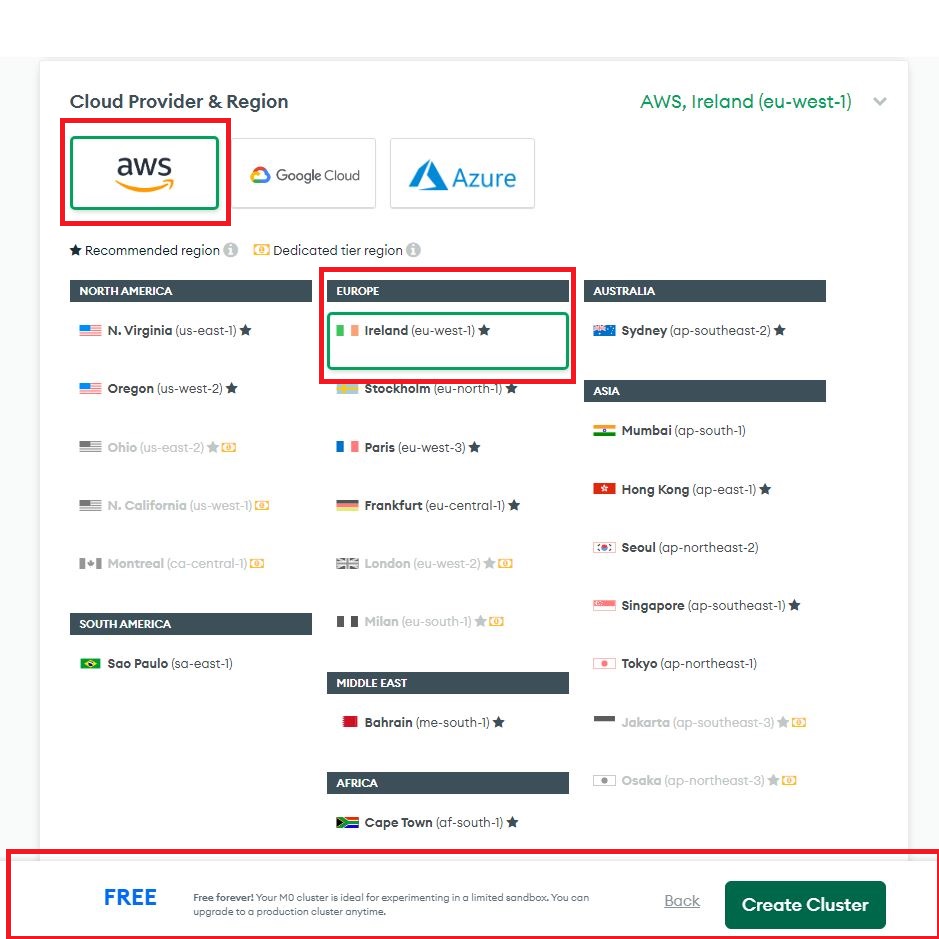 Cloud Provider & Region
AWS, Ireland (eu-west-1)
aws
Google Cloud
Azure
Recommended region
Dedicated tier region
NORTH AMERICA
N. Virginia (us-east-1)
Oregon (us-west-2)
Ohio (us-east-2)
N. California (us-west-1)
Montreal (ca-central-1)
SOUTH AMERICA
Sao Paulo (sa-east-1)
EUROPE
Ireland (eu-west-1)
Stockholm (eu-north-1)
Paris (eu-west-3)
Frankfurt (eu-central-1)
London (eu-west-2)
Milan (eu-south-1)
MIDDLE EAST
Bahrain (me-south-1)
AFRICA
Cape Town (af-south-1)
AUSTRALIA
Sydney (ap-southeast-2)
ASIA
Mumbai (ap-south-1)
Hong Kong (ap-east-1)
Seoul (ap-northeast-2)
Singapore (ap-southeast-1)
Tokyo (ap-northeast-1)
Jakarta (ap-southeast-3)
Osaka (ap-northeast-3)
FREE
Free forever! Your M0 cluster is ideal for experimenting in a limited sandbox. You can
upgrade to a production cluster anytime.
Back
Create Cluster